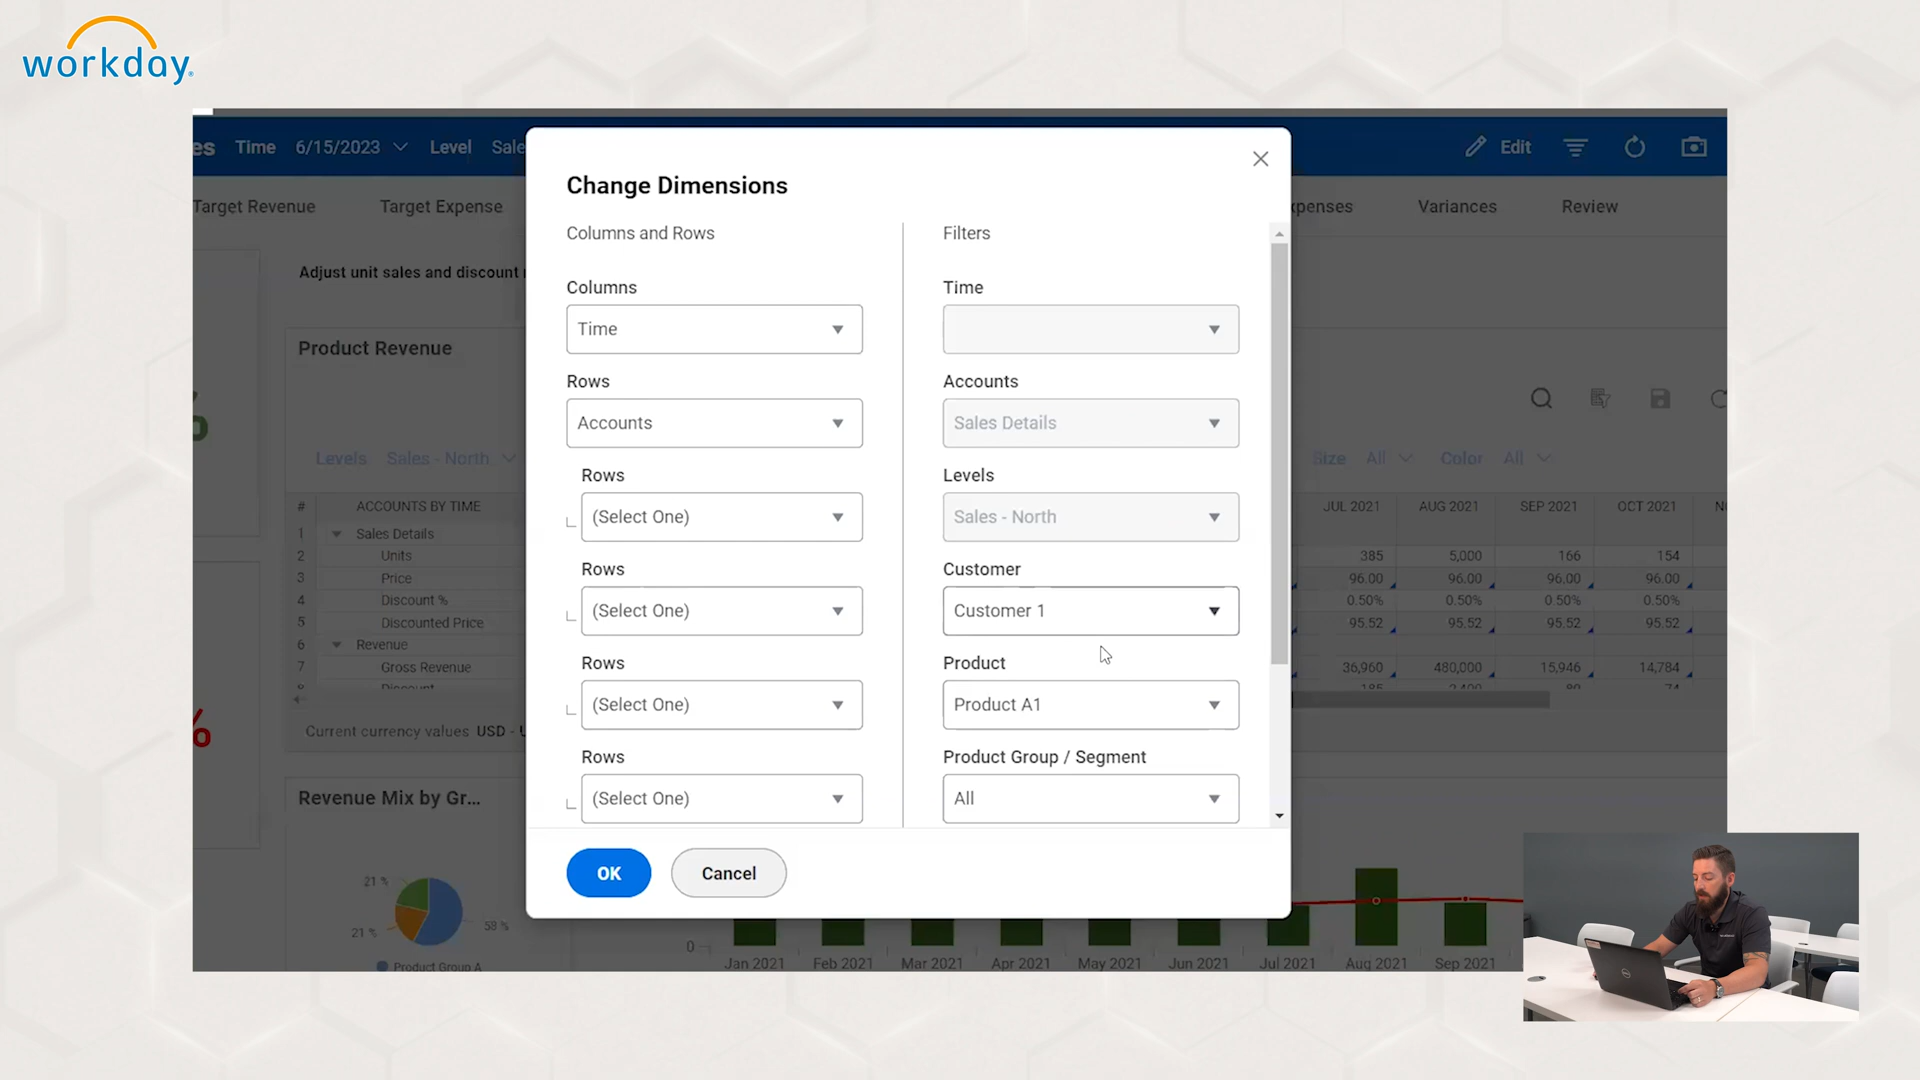 workday.
es Time 6/15/2023 Level Sale Edit
Target Revenue Target Expense xpenses Variances Review
Adjust unit sales and discount
Product Revenue
Levels Sales - North Size All Color All
# ACCOUNTS BY TIME JUL 2021 AUG 2021 SEP 2021 OCT 2021
1 Sales Details
2 Units 385 5,000 166 154
3 Price 96.00 96.00 96.00 96.00
4 Discount % 0.50% 0.50% 0.50% 0.50%
5 Discounted Price 95.52 95.52 95.52 95.52
6 Revenue
7 Gross Revenue 36,960 480,000 15,946 14,784
8 Discount 185 2,400 80 74
%
%
Current currency values USD -
Revenue Mix by Gr...
21 %
21 %
58 %
Product Group A
0
Jan 2021 Feb 2021 Mar 2021 Apr 2021 May 2021 Jun 2021 Jul 2021 Aug 2021 Sep 2021
Change Dimensions
Columns and Rows
Columns
Time
Rows
Accounts
Rows
(Select One)
Rows
(Select One)
Rows
(Select One)
Rows
(Select One)
Filters
Time
Accounts
Sales Details
Levels
Sales - North
Customer
Customer 1
Product
Product A1
Product Group / Segment
All
OK Cancel